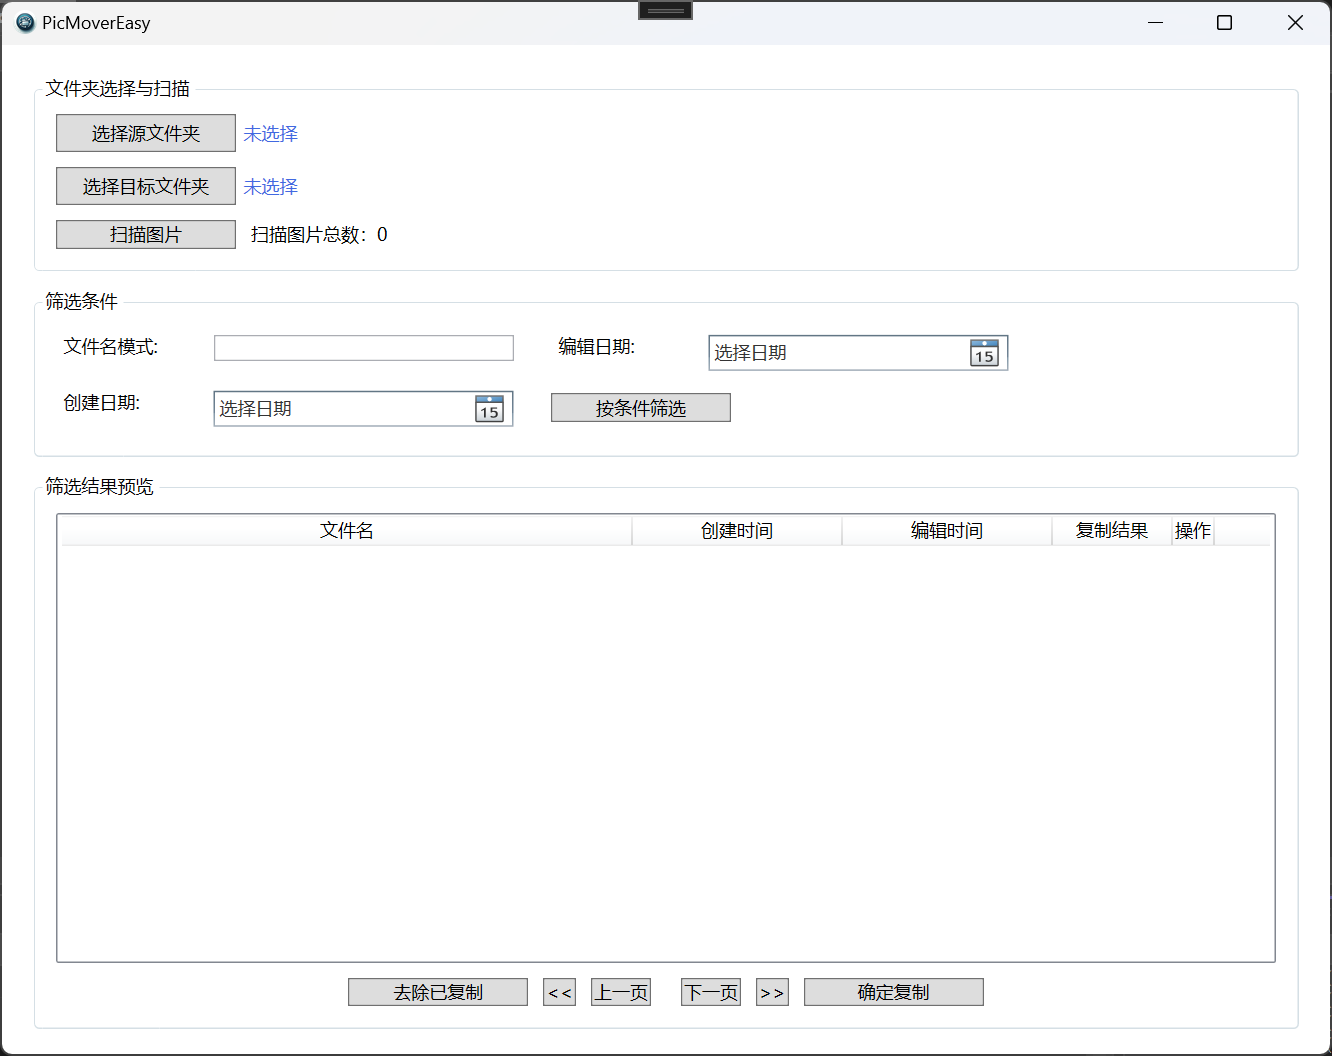 PicMoverEasy
文件夹选择与扫描
选择源文件夹 未选择
选择目标文件夹 未选择
扫描图片 扫描图片总数：0
筛选条件
文件名模式: 编辑日期: 选择日期 15
创建日期: 选择日期 15 按条件筛选
筛选结果预览
文件名 创建时间 编辑时间 复制结果 操作
去除已复制 << 上一页 下一页 >> 确定复制